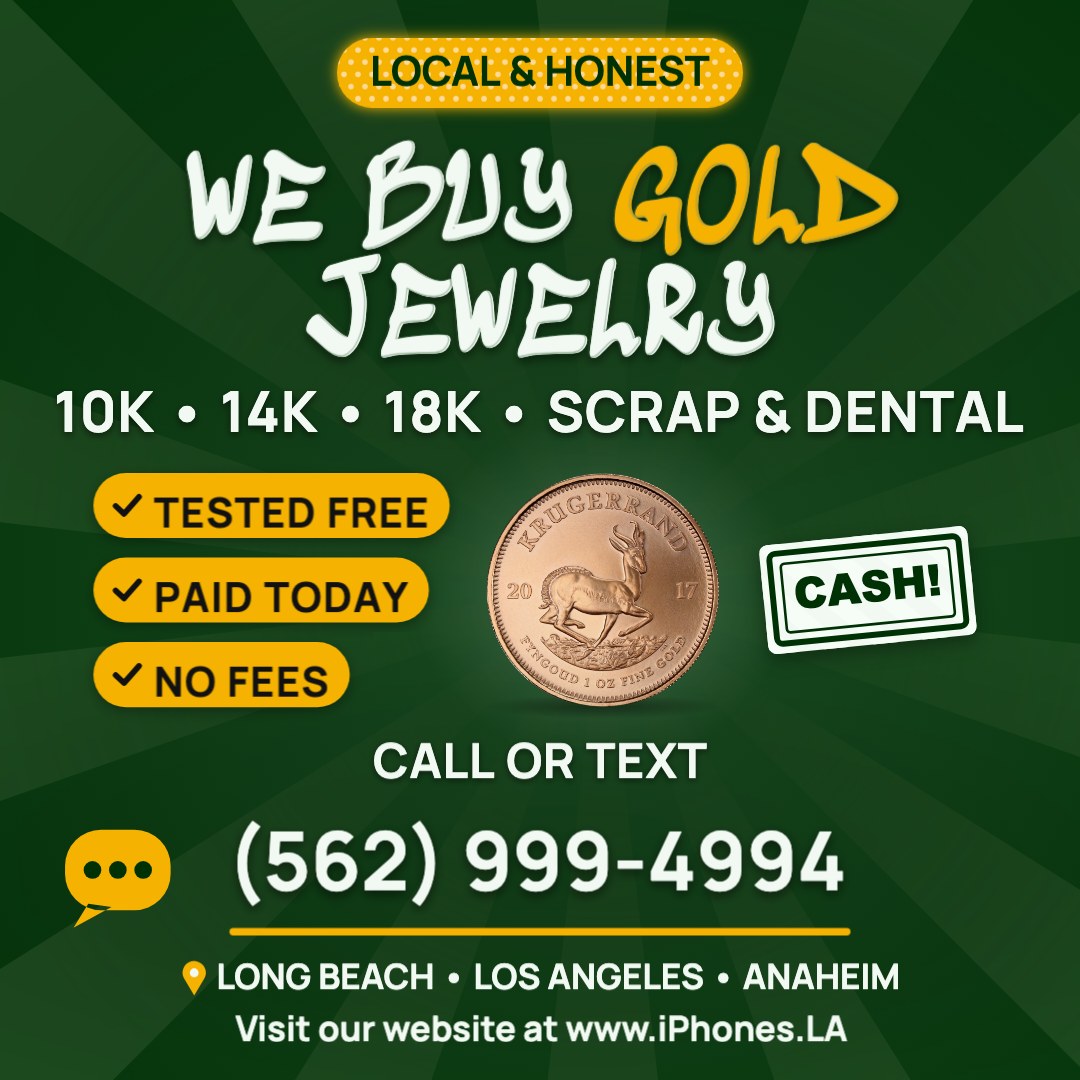 LOCAL & HONEST
WE BUY GOLD
JEWELRY
10K • 14K • 18K • SCRAP & DENTAL
TESTED FREE
PAID TODAY
NO FEES
KRUGERRAND
20 17
FYNGOUD 1 OZ FINE GOLD
CASH!
CALL OR TEXT
(562) 999-4994
LONG BEACH • LOS ANGELES • ANAHEIM
Visit our website at www.iPhones.LA